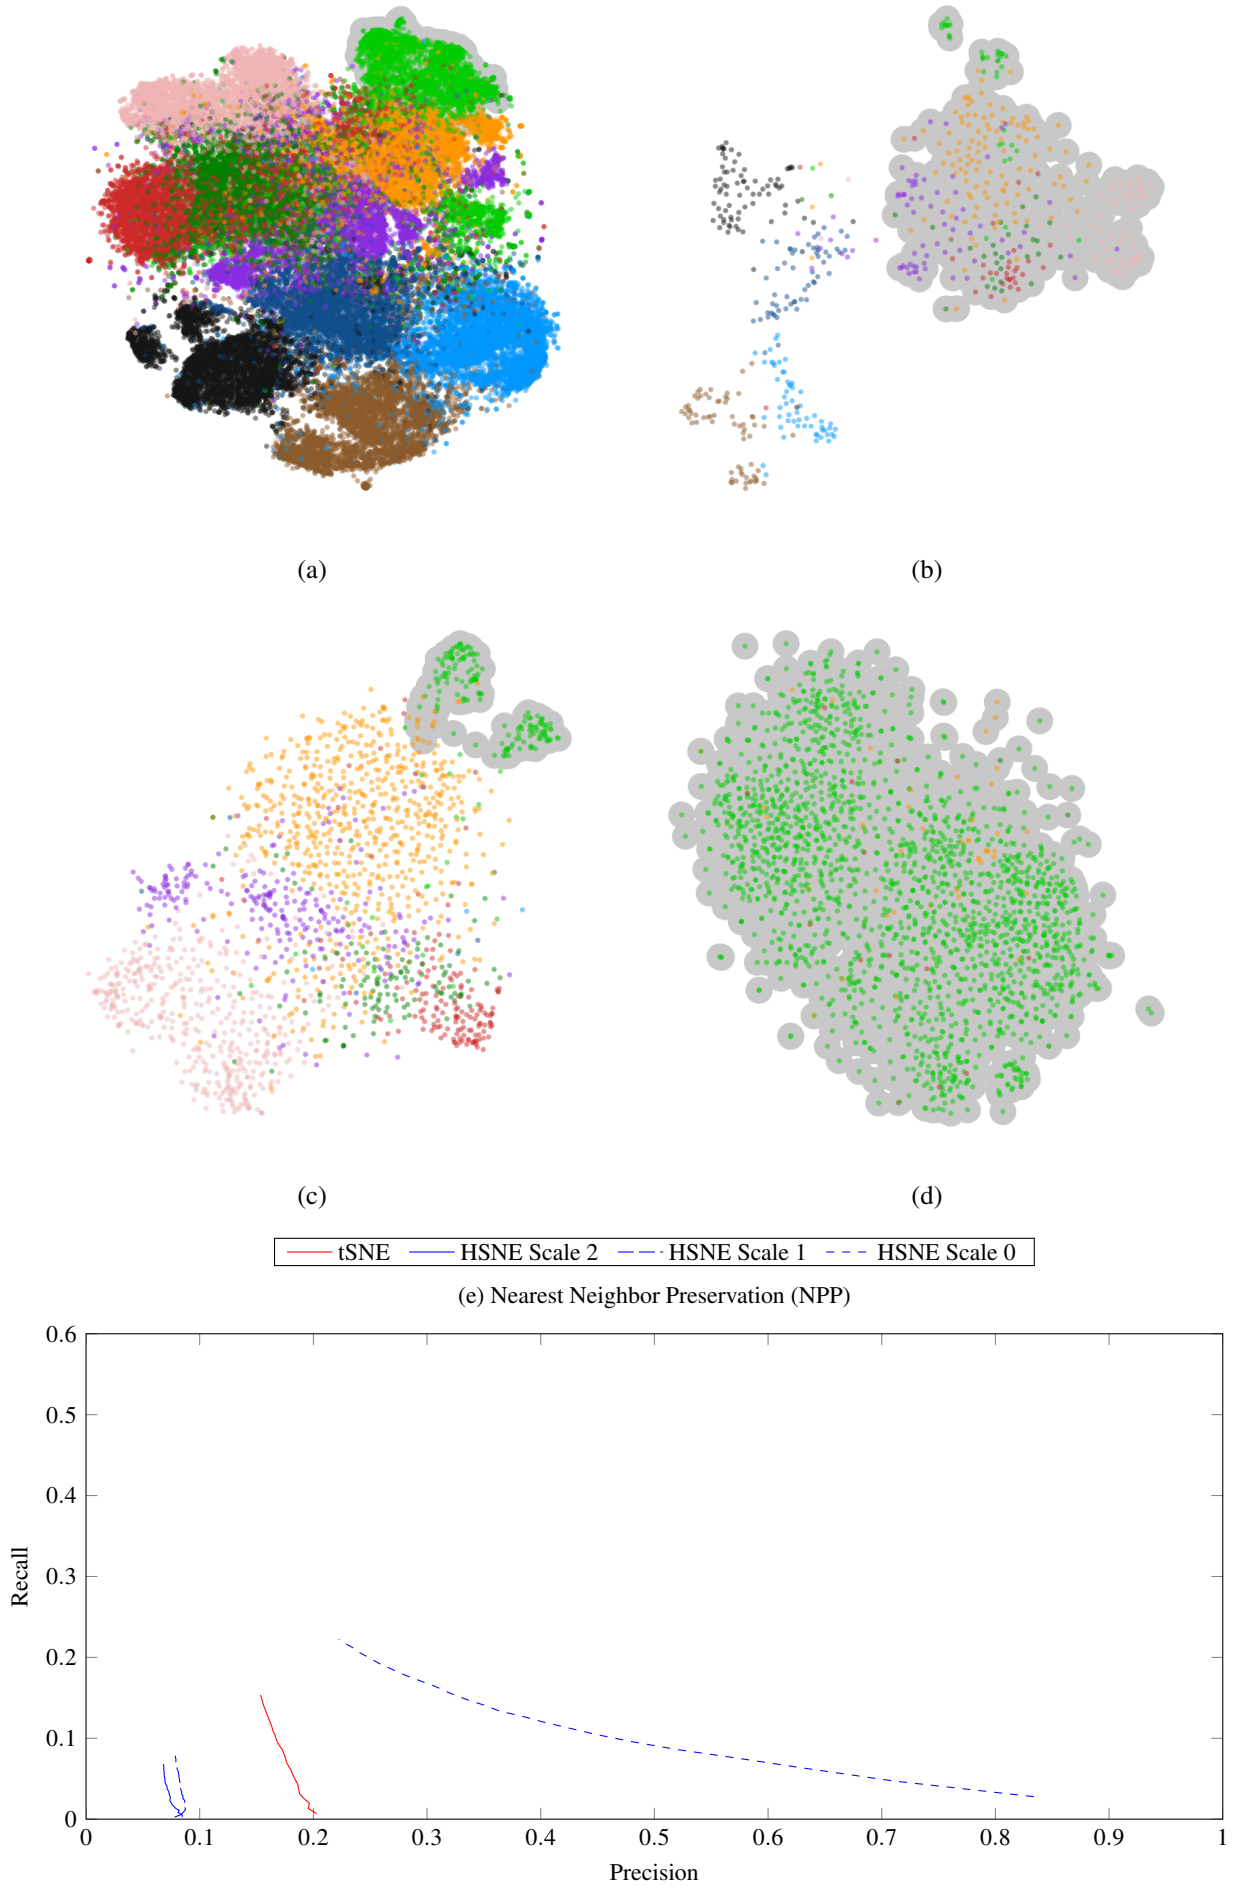 (a)
(b)
(c)
(d)
tSNE HSNE Scale 2 HSNE Scale 1 HSNE Scale 0
(e) Nearest Neighbor Preservation (NPP)
0.6
0.5
0.4
0.3
0.2
0.1
0
Recall
0 0.1 0.2 0.3 0.4 0.5 0.6 0.7 0.8 0.9 1
Precision